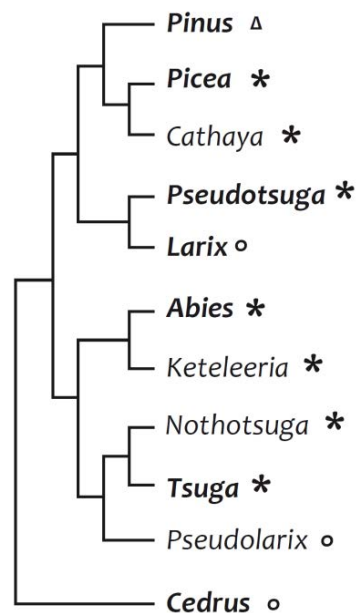 Pinus Δ
Picea *
Cathaya *
Pseudotsuga *
Larix o
Abies *
Keteleeria *
Nothotsuga *
Tsuga *
Pseudolarix o
Cedrus o